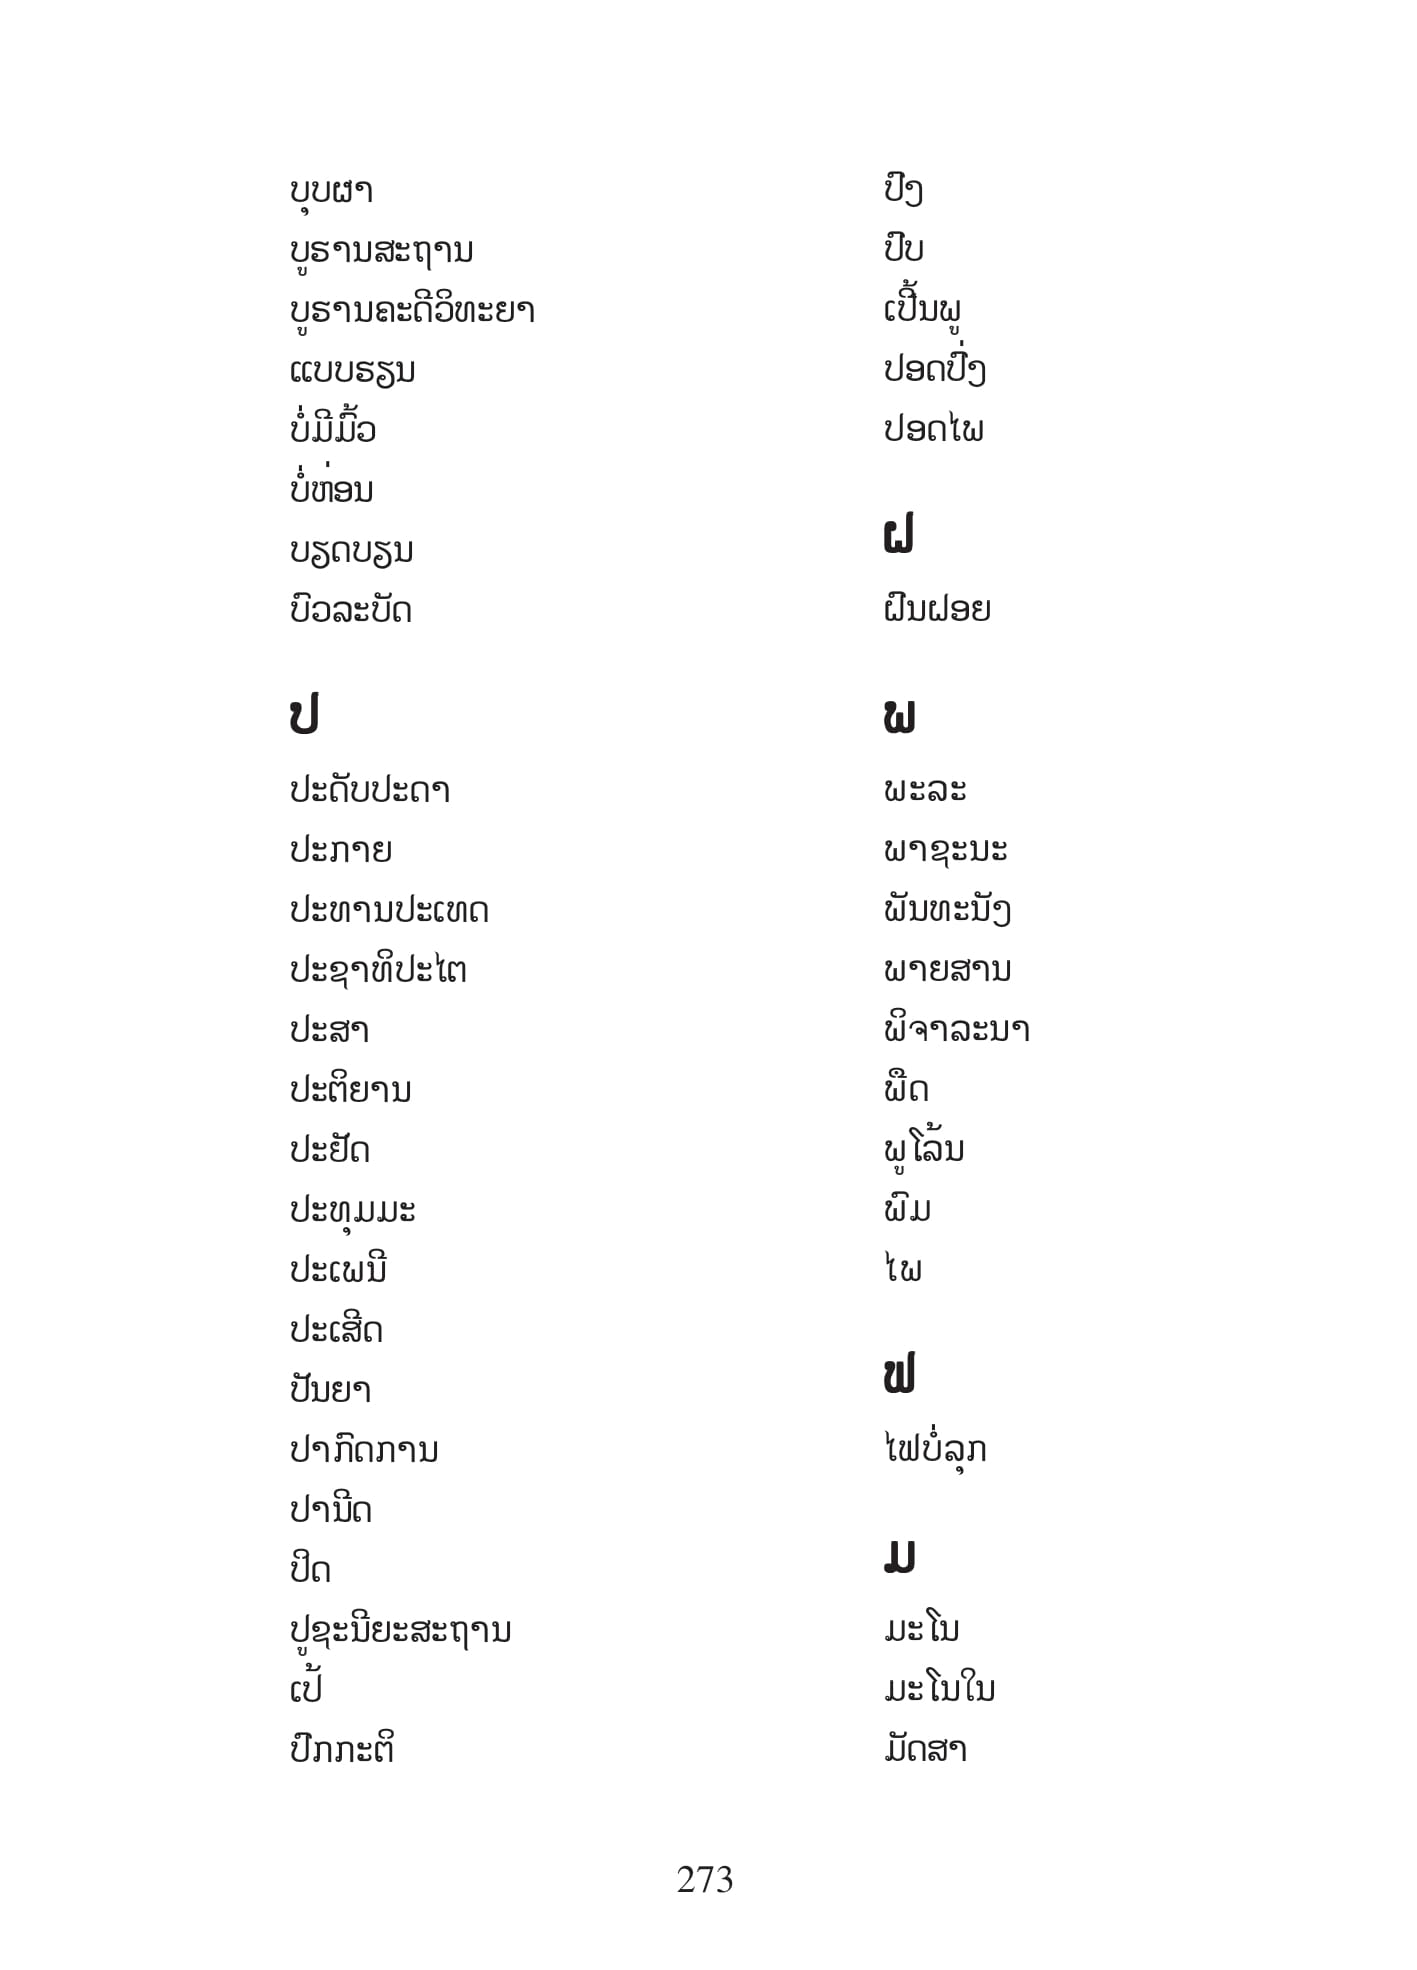 ບຸບຜາ
ບູຮານສະຖານ
ບູຮານຄະດີວິທະຍາ
ແບບຮຽນ
ບໍ່ມີມົ້ວ
ບໍ່ຫ່ອນ
ບຽດບຽນ
ບົວລະບັດ
ປ
ປະດັບປະດາ
ປະກາຍ
ປະທານປະເທດ
ປະຊາທິປະໄຕ
ປະສາ
ປະຕິຍານ
ປະຢັດ
ປະທຸມມະ
ປະເພນີ
ປະເສີດ
ປັນຍາ
ປາກົດການ
ປານີດ
ປິດ
ປູຊະນີຍະສະຖານ
ເປ້
ປົກກະຕິ
ປົງ
ປົບ
ເປີ້ນພູ
ປອດປົ່ງ
ປອດໄພ
ຝ
ຝົນຝອຍ
ພ
ພະລະ
ພາຊະນະ
ພັນທະນັງ
ພາຍສານ
ພິຈາລະນາ
ພືດ
ພູໂລ້ນ
ພົມ
ໄພ
ຟ
ໄຟບໍ່ລຸກ
ມ
ມະໂນ
ມະໂນໃນ
ມັດສາ
273